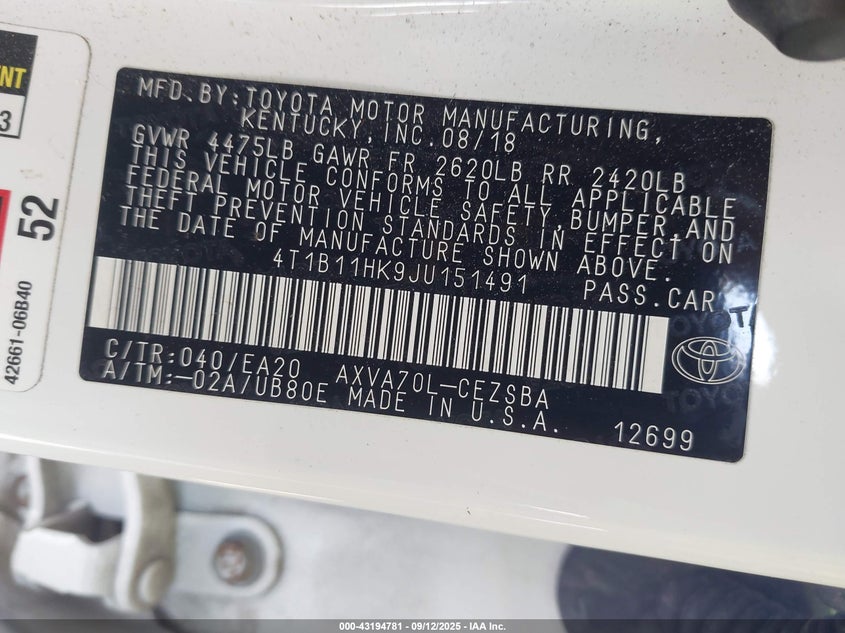 MFD.BY:TOYOTA MOTOR MANUFACTURING,
KENTUCKY,INC.08/18
GVWR 4475LB GAWR FR 2620LB RR 2420LB
THIS VEHICLE CONFORMS TO ALL APPLICABLE
FEDERAL MOTOR VEHICLE SAFETY,BUMPER,AND
THEFT PREVENTION STANDARDS IN EFFECT ON
THE DATE OF MANUFACTURE SHOWN ABOVE.
4T1B11HK9JU151491 PASS.CAR
C/TR:040/EA20 AXVA70L-CEZSBA
A/TM:-02A/UB80E MADE IN U.S.A.
12699
52
42661-06B40
000-43194781 - 09/12/2025 - IAA Inc.